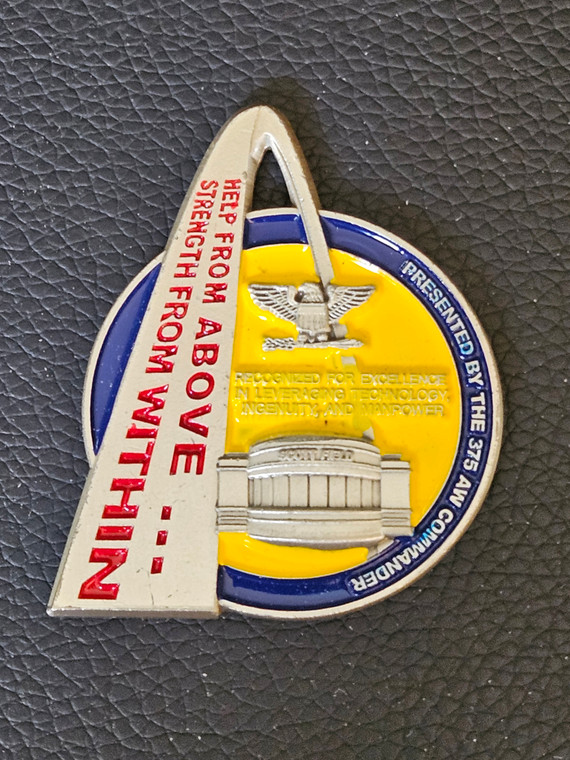 HELP FROM ABOVE ...
STRENGTH FROM WITHIN
PRESENTED BY THE 375 AW COMMANDER
RECOGNIZED FOR EXCELLENCE
IN LEVERAGING TECHNOLOGY,
INGENUITY, AND MANPOWER
SCOTT FIELD